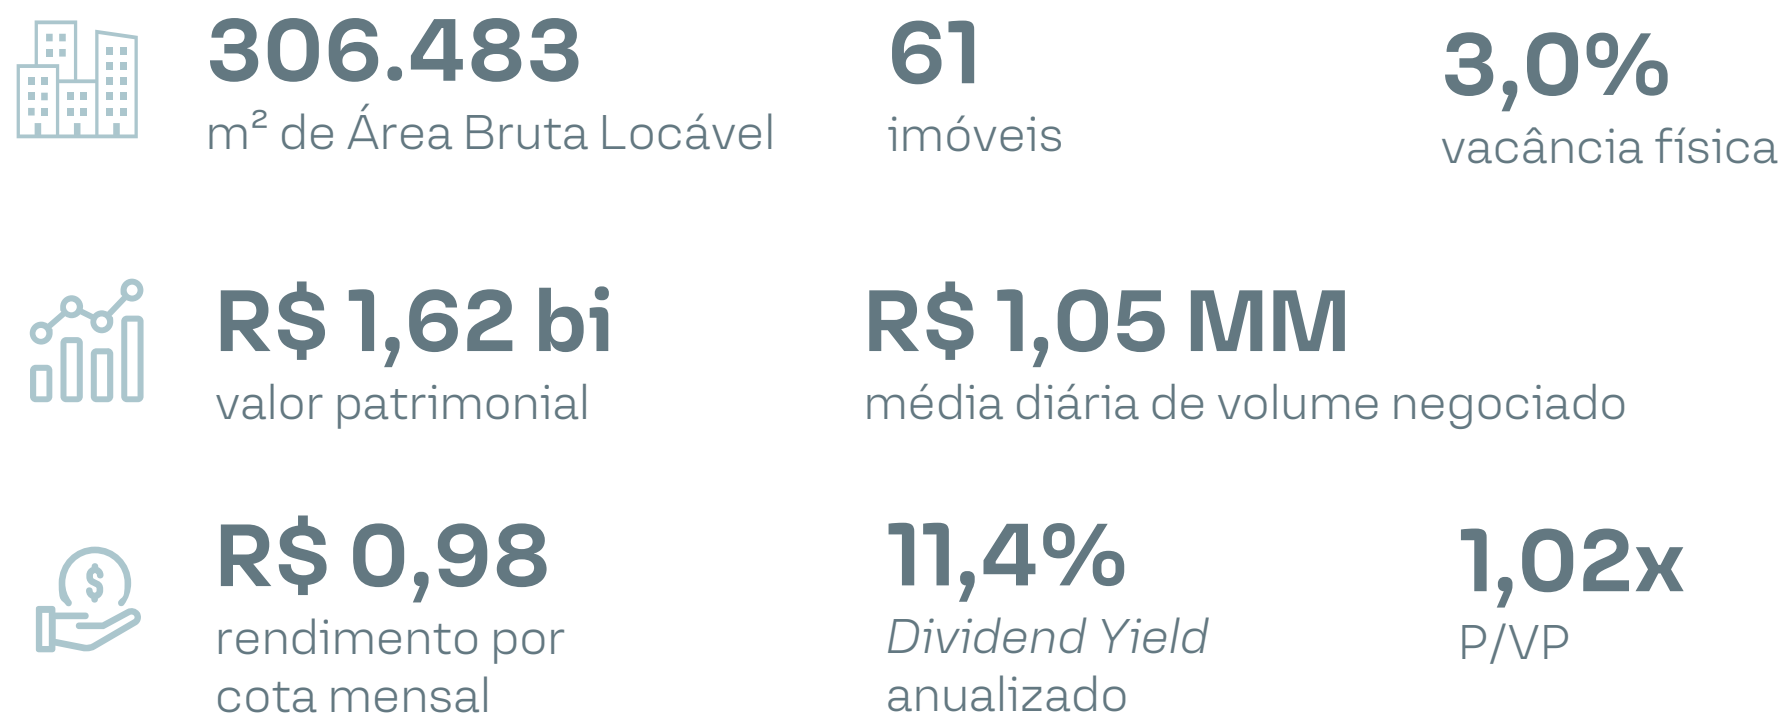 306.483
m² de Área Bruta Locável
61
imóveis
3,0%
vacância física
R$ 1,62 bi
valor patrimonial
R$ 1,05 MM
média diária de volume negociado
R$ 0,98
rendimento por
cota mensal
11,4%
Dividend Yield
anualizado
1,02x
P/VP
$